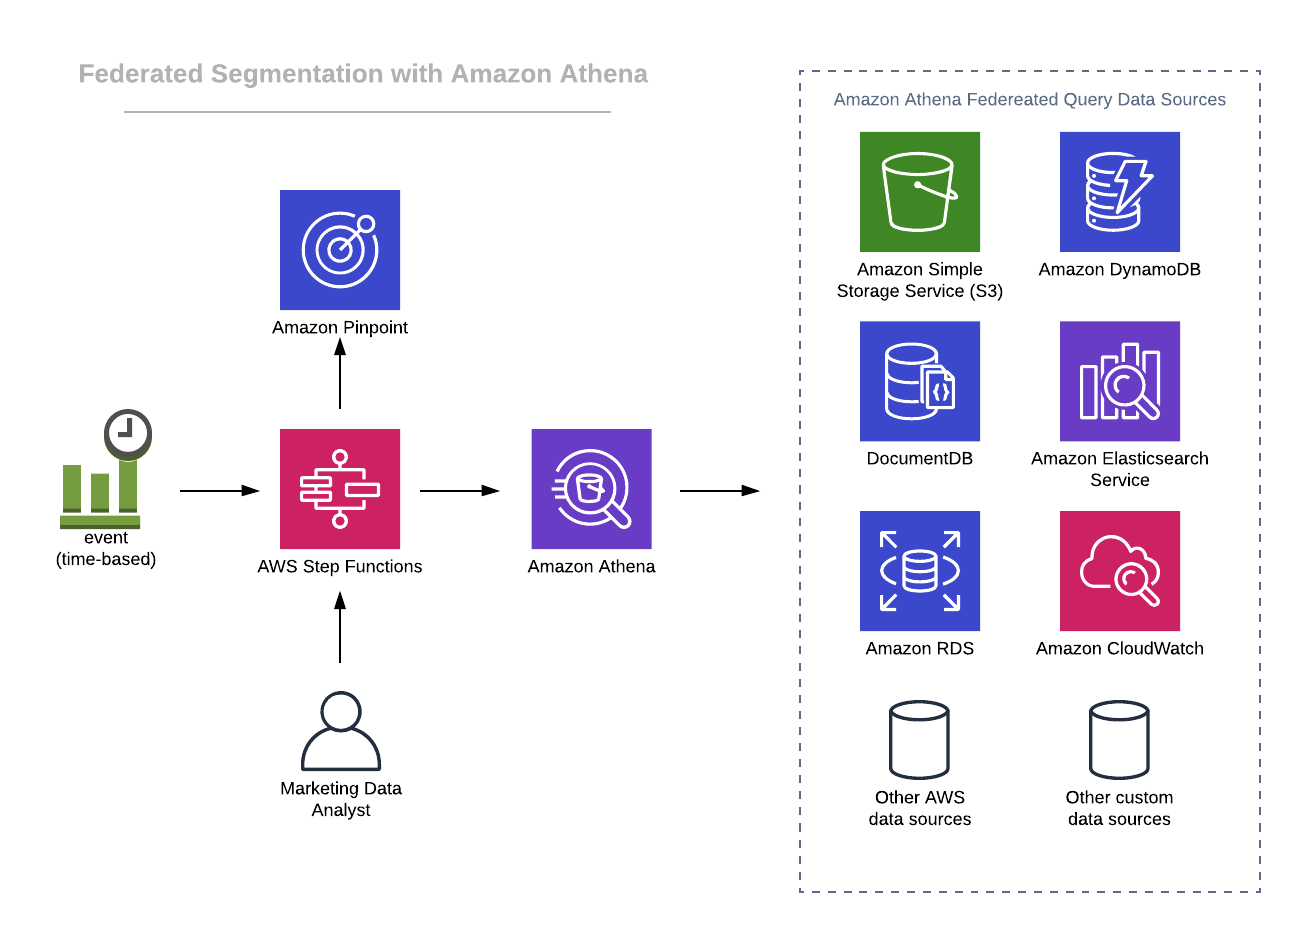 Federated Segmentation with Amazon Athena
Amazon Athena Federeated Query Data Sources
Amazon Simple
Storage Service (S3)
Amazon DynamoDB
Amazon Pinpoint
DocumentDB
Amazon Elasticsearch
Service
event
(time-based)
AWS Step Functions
Amazon Athena
Amazon RDS
Amazon CloudWatch
Marketing Data
Analyst
Other AWS
data sources
Other custom
data sources